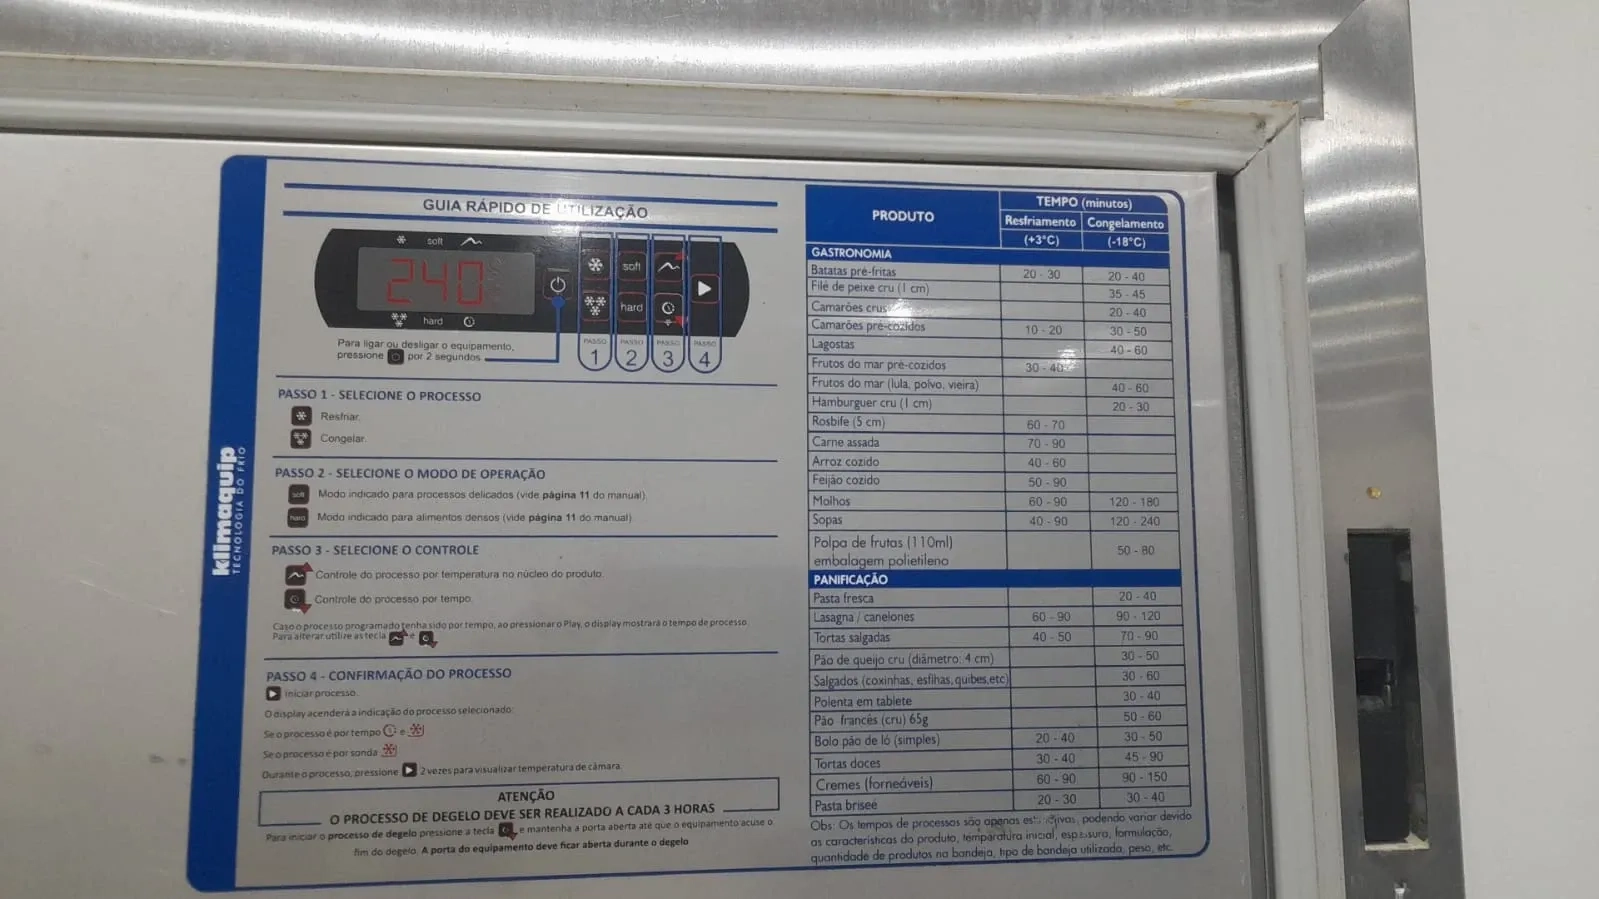 klimaquip
TECNOLOGIA DO FRIO
GUIA RÁPIDO DE UTILIZAÇÃO
soft
240
hard
soft
hard
Para ligar ou desligar o equipamento,
pressione por 2 segundos
PASSO PASSO PASSO PASSO
1 2 3 4
PASSO 1 - SELECIONE O PROCESSO
Resfriar.
Congelar.
PASSO 2 - SELECIONE O MODO DE OPERAÇÃO
soft Modo indicado para processos delicados (vide página 11 do manual).
hard Modo indicado para alimentos densos (vide página 11 do manual)
PASSO 3 - SELECIONE O CONTROLE
Controle do processo por temperatura no núcleo do produto.
Controle do processo por tempo.
Caso o processo programado tenha sido por tempo, ao pressionar o Play, o display mostrará o tempo de processo.
Para alterar utilize as tecla e
PASSO 4 - CONFIRMAÇÃO DO PROCESSO
iniciar processo.
O display acenderá a indicação do processo selecionado:
Se o processo é por tempo e
Se o processo é por sonda
Durante o processo, pressione 2 vezes para visualizar temperatura de câmara.
ATENÇÃO
O PROCESSO DE DEGELO DEVE SER REALIZADO A CADA 3 HORAS
Para iniciar o processo de degelo pressione a tecla e mantenha a porta aberta até que o equipamento acuse o
fim do degelo. A porta do equipamento deve ficar aberta durante o degelo
PRODUTO TEMPO (minutos)
Resfriamento Congelamento
(+3°C) (-18°C)
GASTRONOMIA
Batatas pré-fritas 20 - 30 20 - 40
Filé de peixe cru (1 cm) 35 - 45
Camarões crus 20 - 40
Camarões pré-cozidos 10 - 20 30 - 50
Lagostas 40 - 60
Frutos do mar pré-cozidos 30 - 40
Frutos do mar (lula, polvo, vieira) 40 - 60
Hamburguer cru (1 cm) 20 - 30
Rosbife (5 cm) 60 - 70
Carne assada 70 - 90
Arroz cozido 40 - 60
Feijão cozido 50 - 90
Molhos 60 - 90 120 - 180
Sopas 40 - 90 120 - 240
Polpa de frutas (110ml)
embalagem polietileno 50 - 80
PANIFICAÇÃO
Pasta fresca 20 - 40
Lasagna / canelones 60 - 90 90 - 120
Tortas salgadas 40 - 50 70 - 90
Pão de queijo cru (diâmetro: 4 cm) 30 - 50
Salgados (coxinhas, esfihas, quibes,etc) 30 - 60
Polenta em tablete 30 - 40
Pão francês (cru) 65g 50 - 60
Bolo pão de ló (simples) 20 - 40 30 - 50
Tortas doces 30 - 40 45 - 90
Cremes (forneáveis) 60 - 90 90 - 150
Pasta briseé 20 - 30 30 - 40
Obs: Os tempos de processos são apenas podendo variar devido
as características do produto, temperatura inicial, espessura, formulação,
quantidade de produtos na bandeja, tipo de bandeja utilizada, peso, etc.